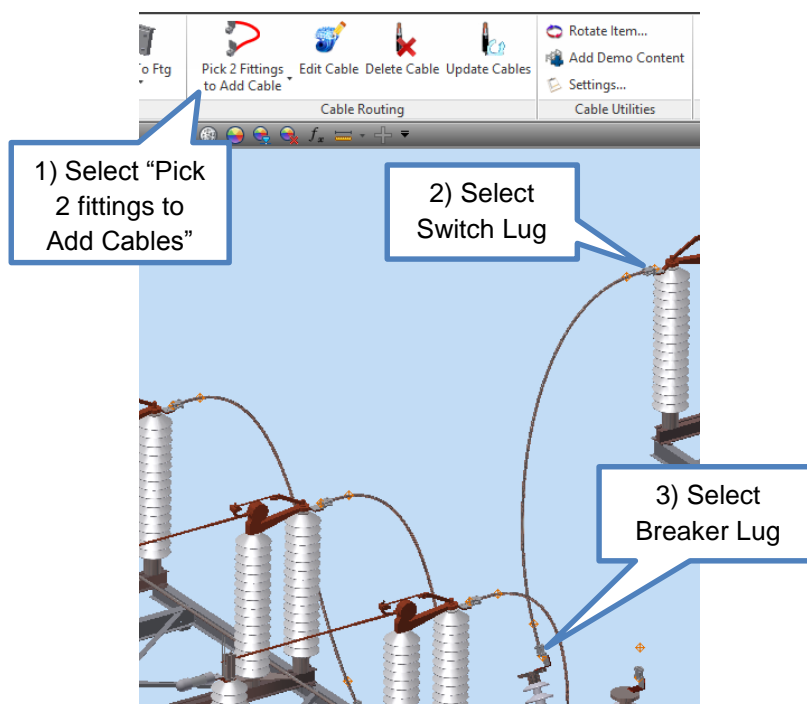 o Ftg
Pick 2 Fittings
to Add Cable
Edit Cable
Delete Cable
Update Cables
Rotate Item...
Add Demo Content
Settings...
Cable Routing
Cable Utilities
fx
1) Select “Pick
2 fittings to
Add Cables”
2) Select
Switch Lug
3) Select
Breaker Lug